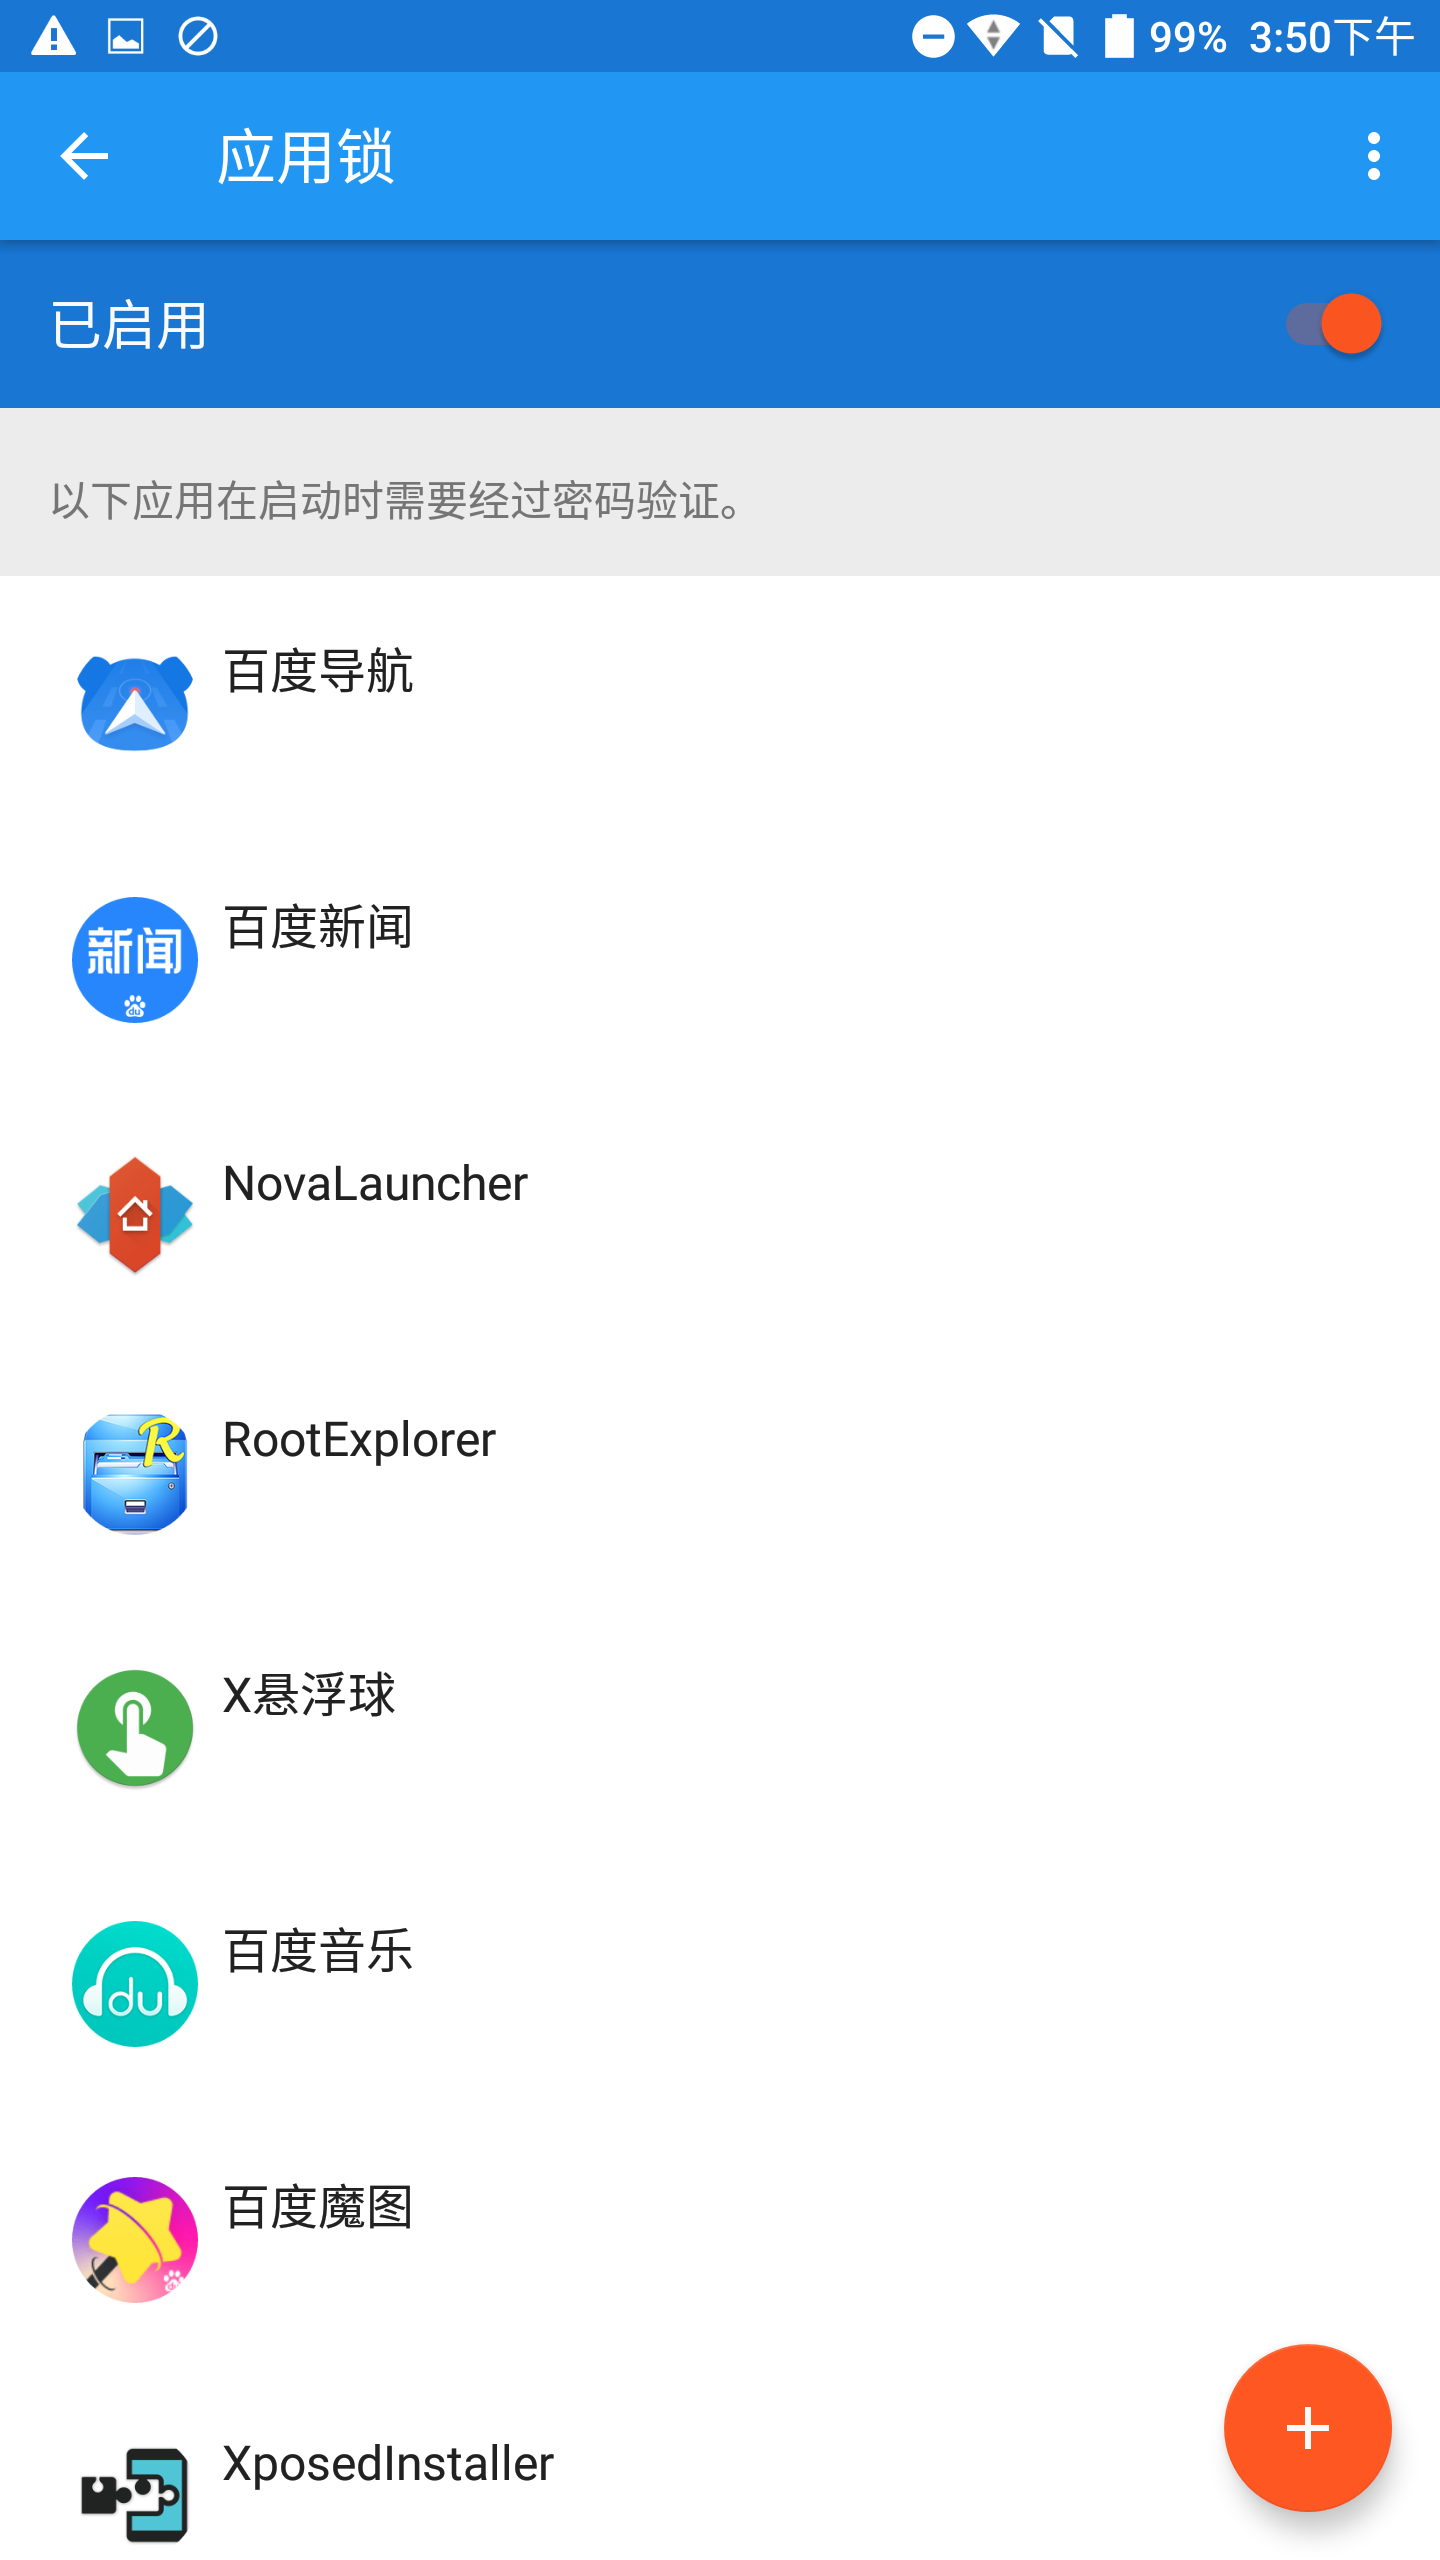 99% 3:50下午
应用锁
已启用
以下应用在启动时需要经过密码验证。
百度导航
新闻
du
百度新闻
NovaLauncher
R
RootExplorer
X悬浮球
du
百度音乐
du
百度魔图
XposedInstaller